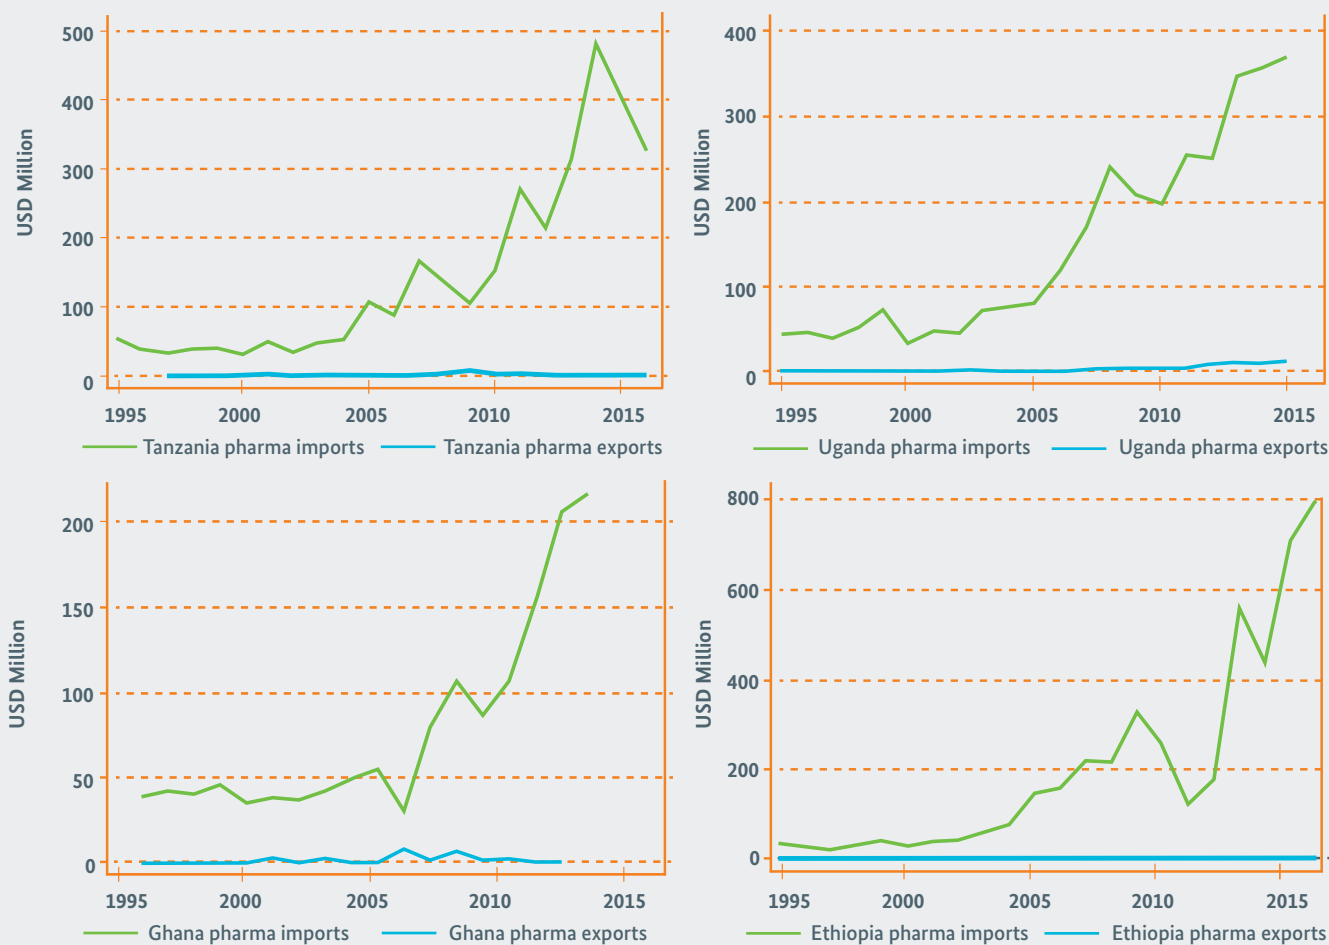 500
400
300
200
100
0
USD Million
1995 2000 2005 2010 2015
Tanzania pharma imports Tanzania pharma exports
400
300
200
100
0
USD Million
1995 2000 2005 2010 2015
Uganda pharma imports Uganda pharma exports
200
150
100
50
0
USD Million
1995 2000 2005 2010 2015
Ghana pharma imports Ghana pharma exports
800
600
400
200
0
USD Million
1995 2000 2005 2010 2015
Ethiopia pharma imports Ethiopia pharma exports